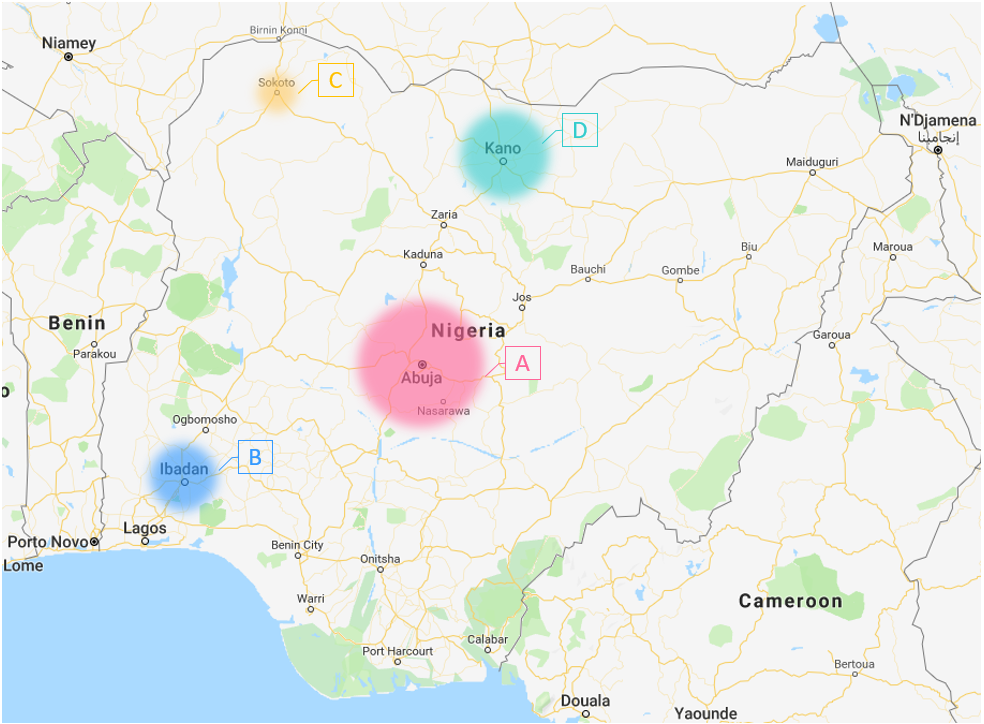 Birnin Konni
Niamey
Sokoto
C
N'Djamena
إنجامينا
D
Kano
Maiduguri
Zaria
Kaduna
Biu
Maroua
Bauchi
Gombe
Jos
Benin
Nigeria
Parakou
Garoua
A
Abuja
o
Nasarawa
Ogbomosho
B
Ibadan
Lagos
Porto Novo
Lome
Benin City
Onitsha
Warri
Cameroon
Calabar
Port Harcourt
Bertoua
Douala
Yaounde